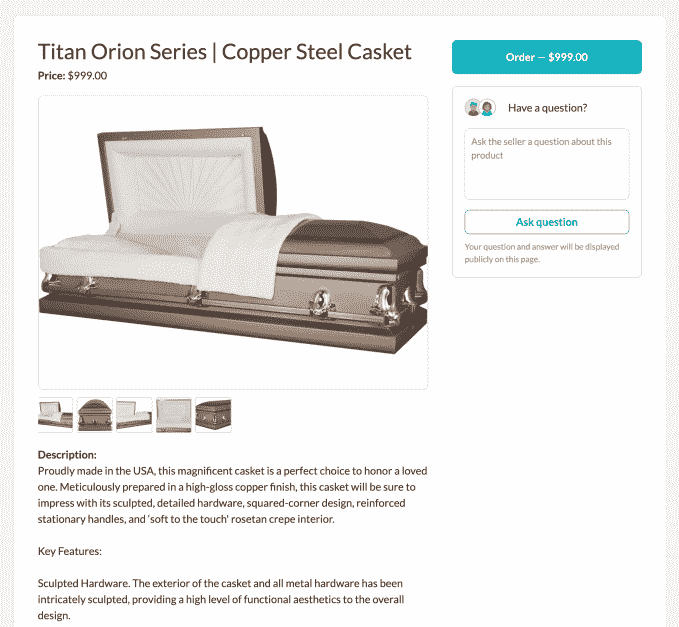 Titan Orion Series | Copper Steel Casket
Price: $999.00
Order — $999.00
Have a question?
Ask the seller a question about this
product
Ask question
Your question and answer will be displayed
publicly on this page.
Description:
Proudly made in the USA, this magnificent casket is a perfect choice to honor a loved
one. Meticulously prepared in a high-gloss copper finish, this casket will be sure to
impress with its sculpted, detailed hardware, squared-corner design, reinforced
stationary handles, and 'soft to the touch' rosetan crepe interior.
Key Features:
Sculpted Hardware. The exterior of the casket and all metal hardware has been
intricately sculpted, providing a high level of functional aesthetics to the overall
design.